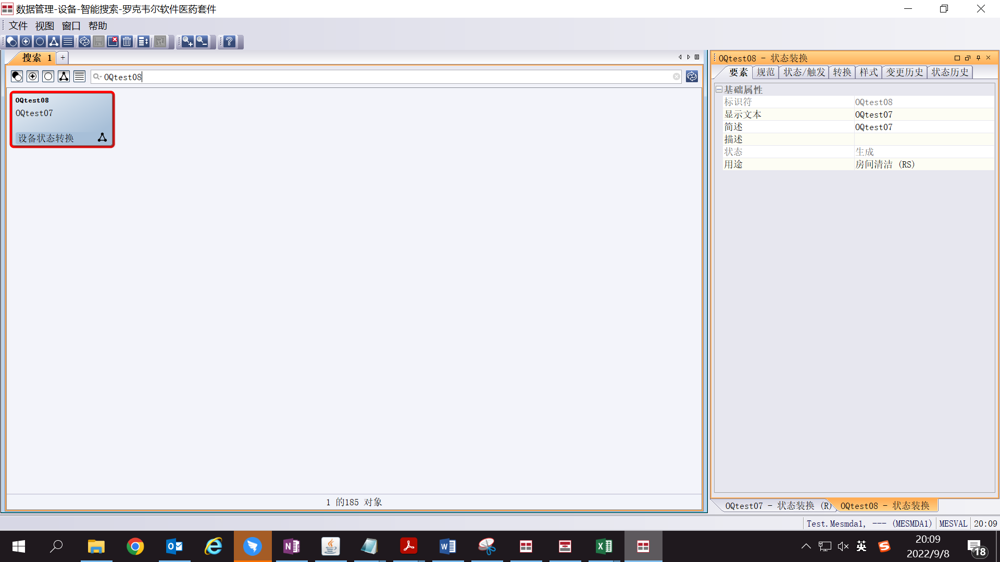 数据管理-设备-智能搜索-罗克韦尔软件医药套件
文件 视图 窗口 帮助
搜索 1 +
OQtest08
OQtest08
OQtest07
设备状态转换
1 的185 对象
OQtest08 - 状态装换
要素 规范 状态/触发 转换 样式 变更历史 状态历史
基础属性
标识符 OQtest08
显示文本 OQtest07
简述 OQtest07
描述
状态 生成
用途 房间清洁 (RS)
OQtest07 - 状态装换 (R) OQtest08 - 状态装换
Test.Mesmda1, --- (MESMDA1) MESVAL 20:09
英
20:09
2022/9/8
18